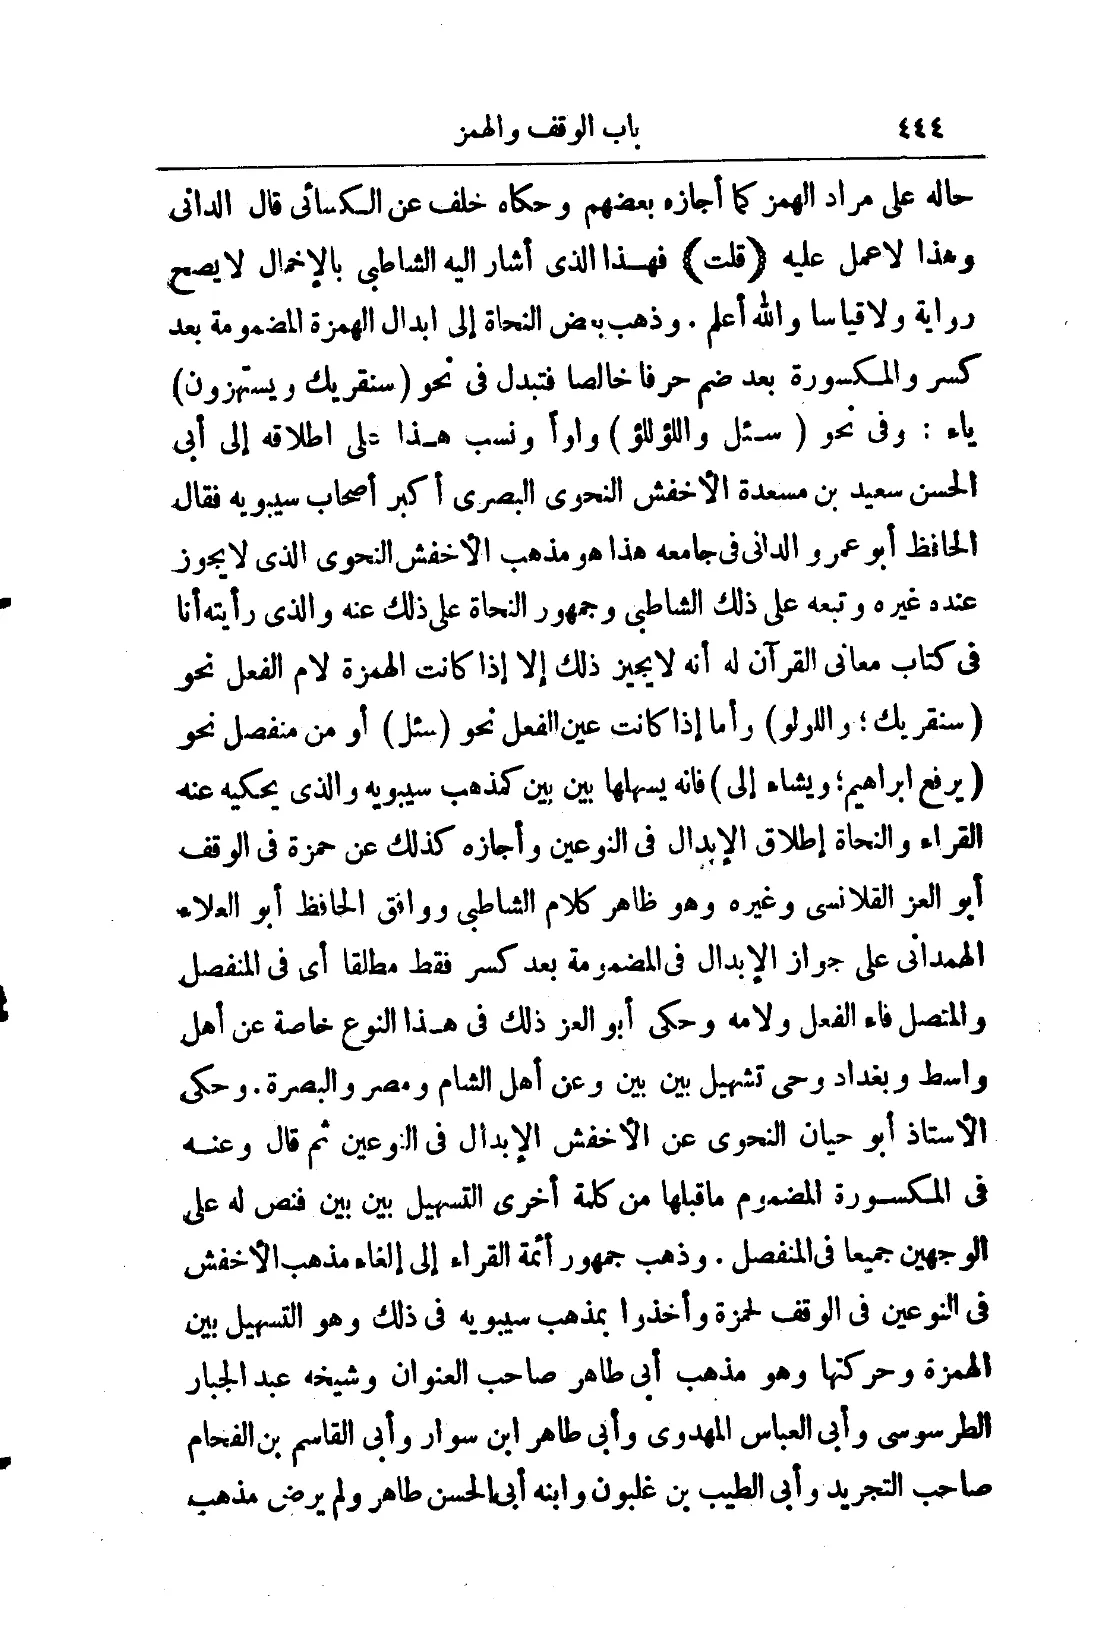 ٤٤٤ باب الوقف والهمز
حاله على مراد الهمز كما أجازه بعضهم وحكاه خلف عن الكسائى قال الدانى
وهذا لاعمل عليه (قلت) فهذا الذى أشار اليه الشاطبي بالإخمال لايصح
رواية ولاقياسا والله أعلم . وذهب بعض النحاة إلى ابدال الهمزة المضمومة بعد
كسر والمكسورة بعد ضم حرفا خالصا فتبدل فى نحو (سنقريك ويستهزون)
ياء : وفى نحو ( سئل واللؤلؤ ) واواً ونسب هذا على اطلاقه إلى أبى
الحسن سعيد بن مسعدة الأخفش النحوى البصرى أكبر أصحاب سيبويه فقال
الحافظ أبو عمرو الدانى فى جامعه هذا هو مذهب الأخفش النحوى الذى لايجوز
عنده غيره وتبعه على ذلك الشاطبي وجمهور النحاة على ذلك عنه والذى رأيته أنا
فى كتاب معانى القرآن له أنه لايجيز ذلك إلا إذا كانت الهمزة لام الفعل نحو
(سنقريك؛ واللولو) وأما إذا كانت عين الفعل نحو (سئل) أو من منفصل نحو
(يرفع ابراهيم؛ ويشاء إلى) فانه يسهلها بين بين كمذهب سيبويه والذى يحكيه عنه
القراء والنحاة إطلاق الإبدال فى النوعين وأجازه كذلك عن حمزة فى الوقف
أبو العز القلانسى وغيره وهو ظاهر كلام الشاطبي ووافق الحافظ أبو العلاء
الهمدانى على جواز الإبدال فى المضمومة بعد كسر فقط مطلقا أى فى المنفصل
والمتصل فاء الفعل ولامه وحكى أبو العز ذلك فى هذا النوع خاصة عن أهل
واسط وبغداد وحى تسهيل بين بين وعن أهل الشام ومصر والبصرة. وحكى
الأستاذ أبو حيان النحوى عن الأخفش الإبدال فى النوعين ثم قال وعنه
فى المكسورة المضموم ماقبلها من كلمة أخرى التسهيل بين بين فنص له على
الوجهين جميعا فى المنفصل . وذهب جمهور أئمة القراء إلى إلغاء مذهب الأخفش
فى النوعين فى الوقف لحمزة وأخذوا بمذهب سيبويه فى ذلك وهو التسهيل بين
الهمزة وحركتها وهو مذهب أبى طاهر صاحب العنوان وشيخه عبد الجبار
الطرسوسى وأبى العباس المهدوى وأبى طاهر ابن سوار وأبى القاسم بن الفحام
صاحب التجريد وأبى الطيب بن غلبون وابنه أبى الحسن طاهر ولم يرض مذهب